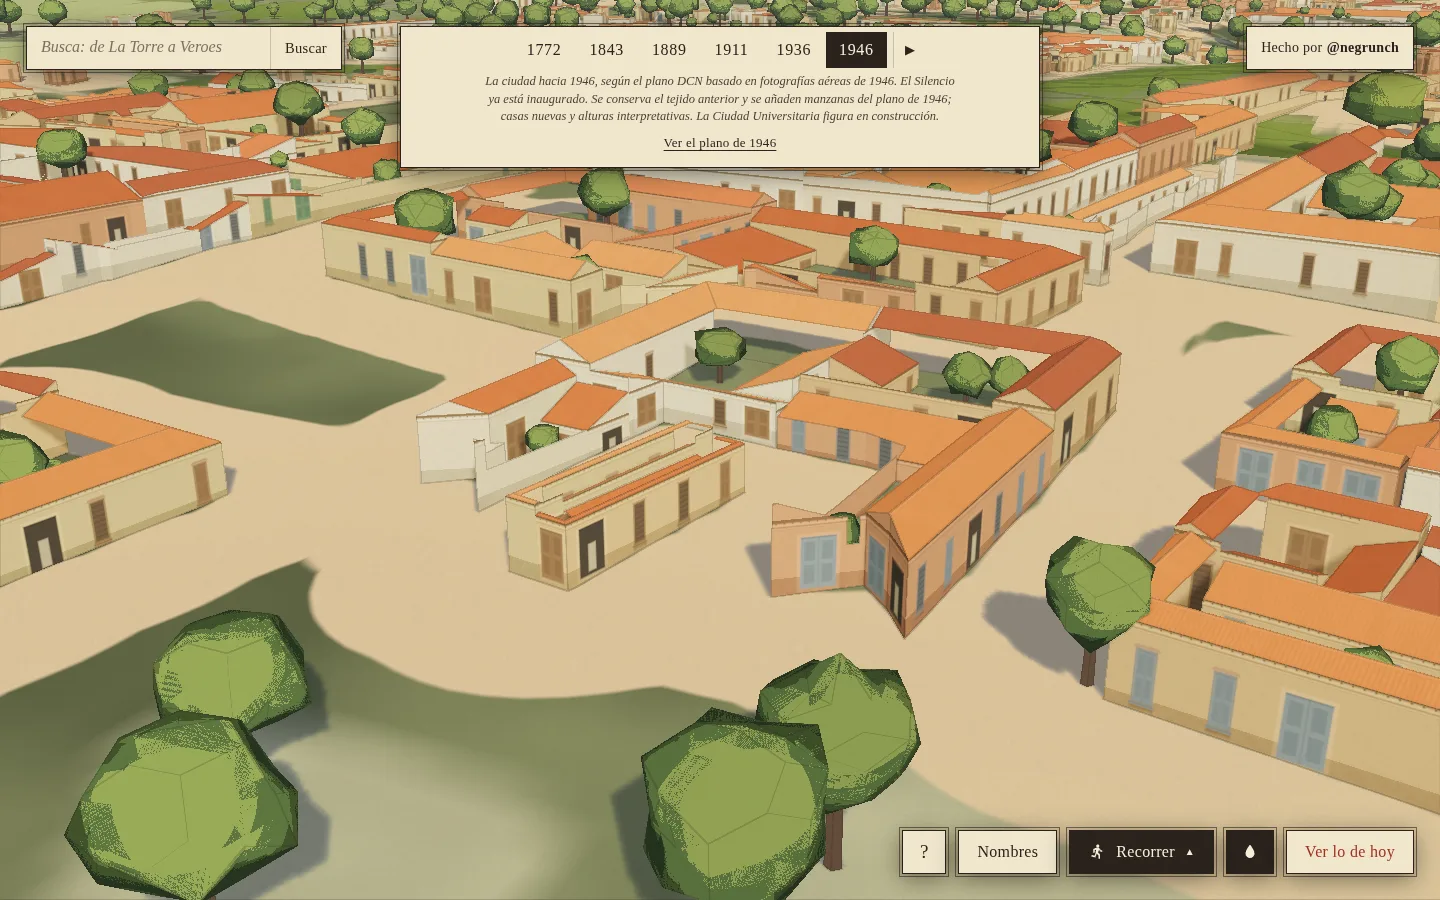 Busca: de La Torre a Veroes
Buscar
1772 1843 1889 1911 1936 1946
La ciudad hacia 1946, según el plano DCN basado en fotografías aéreas de 1946. El Silencio
ya está inaugurado. Se conserva el tejido anterior y se añaden manzanas del plano de 1946;
casas nuevas y alturas interpretativas. La Ciudad Universitaria figura en construcción.
Ver el plano de 1946
Hecho por @negrunch
?
Nombres
Recorrer
Ver lo de hoy